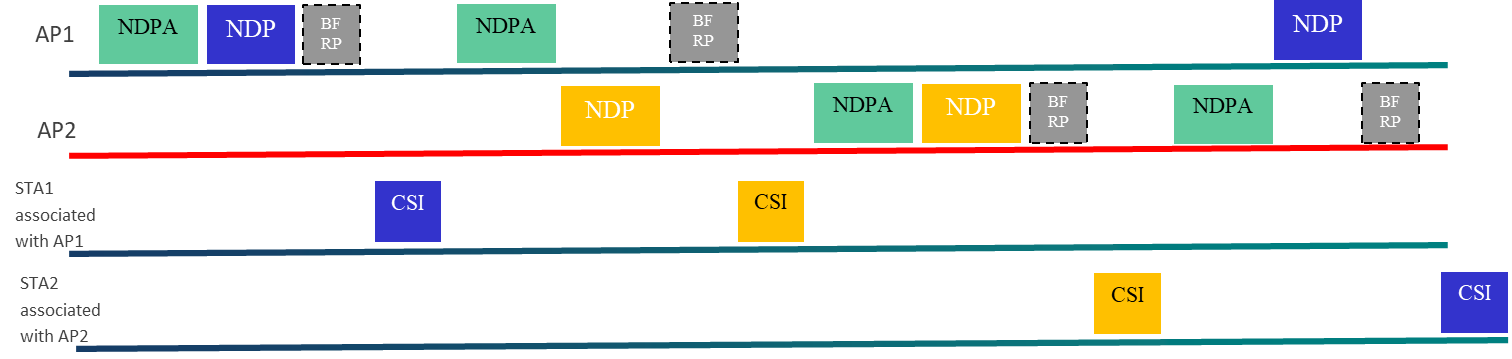 AP1
NDPA
NDP
BF
RP
NDPA
BF
RP
NDP
AP2
NDP
NDPA
NDP
BF
RP
NDPA
BF
RP
STA1
associated
with AP1
CSI
CSI
STA2
associated
with AP2
CSI
CSI